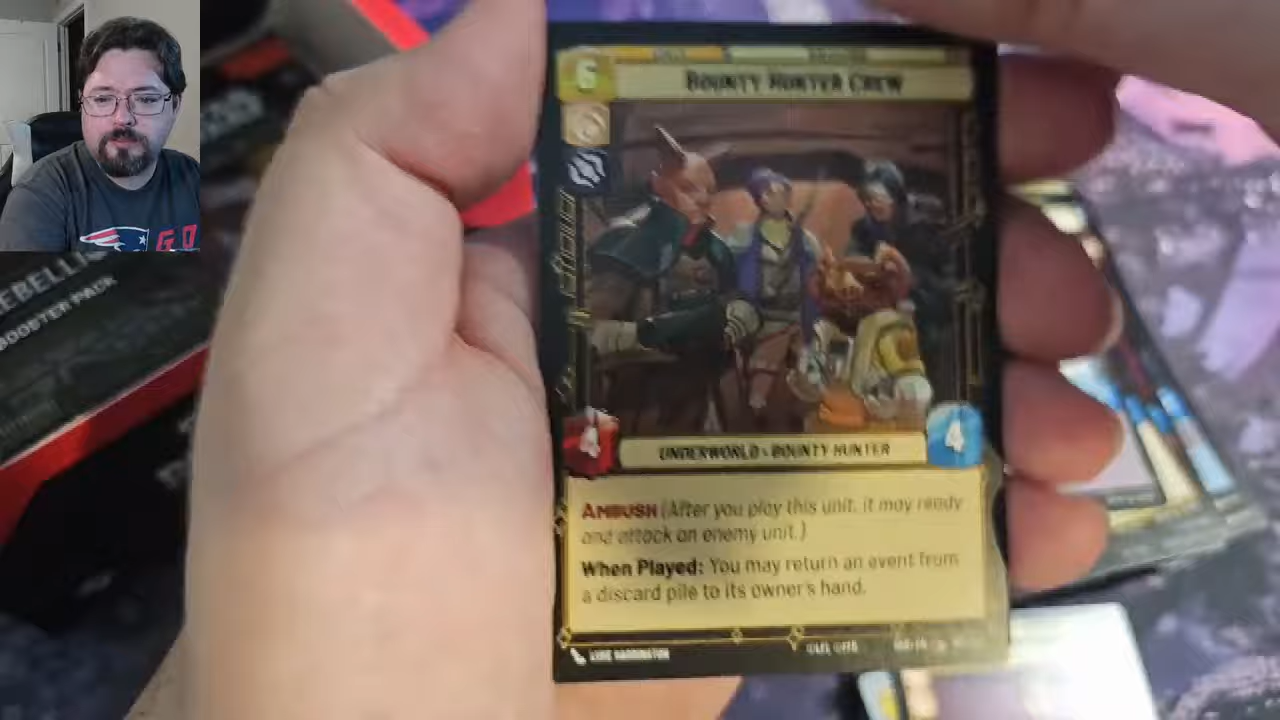 GO
REBELLIO
BOOSTER PACK
6
BOUNTY HUNTER CREW
4
4
UNDERWORLD • BOUNTY HUNTER
AMBUSH (After you play this unit, it may ready
and attack an enemy unit.)
When Played: You may return an event from
a discard pile to its owner's hand.